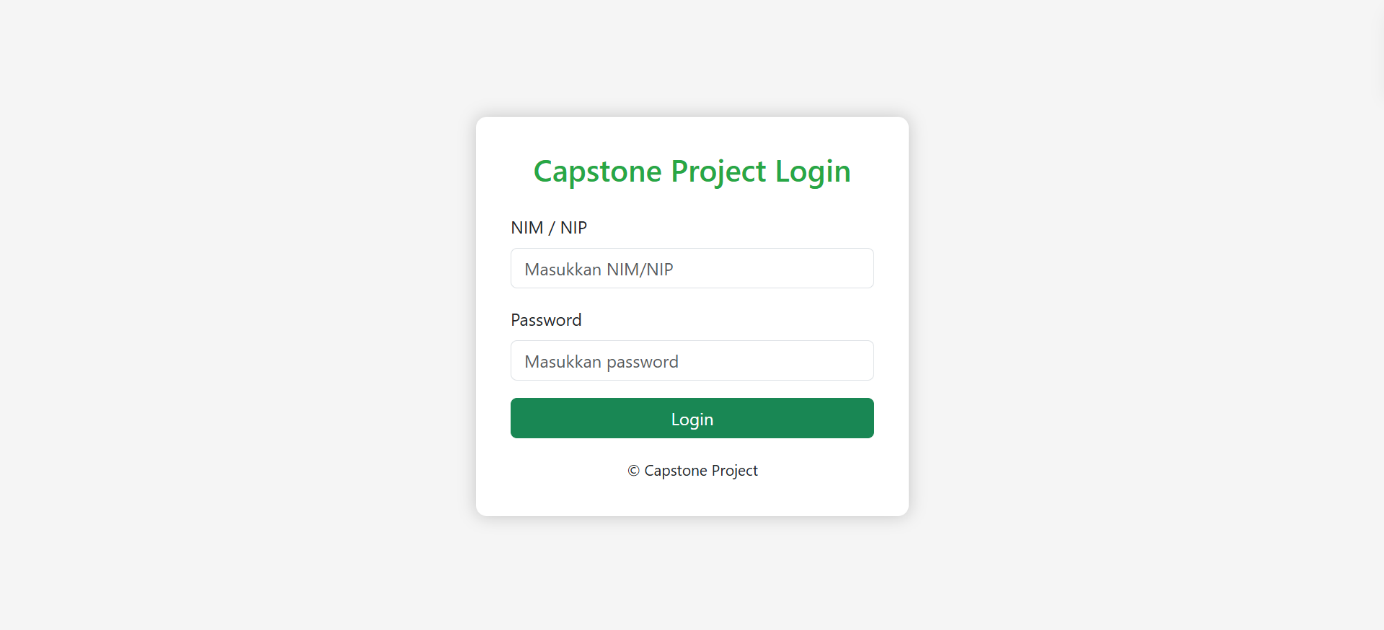 Capstone Project Login
NIM / NIP
Masukkan NIM/NIP
Password
Masukkan password
Login
© Capstone Project